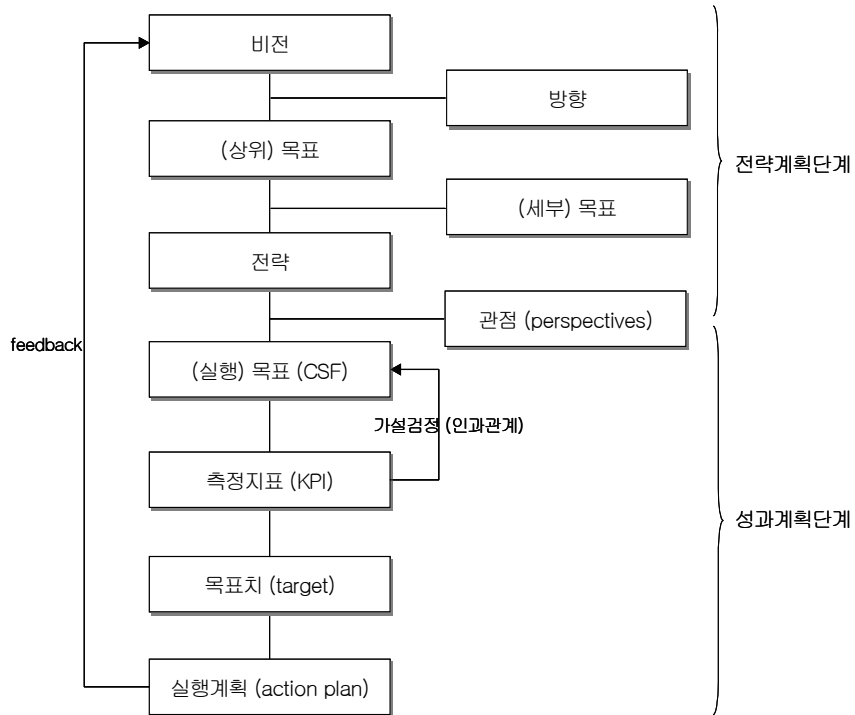 비전
방향
(상위) 목표
전략계획단계
(세부) 목표
전략
관점 (perspectives)
feedback
(실행) 목표 (CSF)
가설검정 (인과관계)
측정지표 (KPI)
성과계획단계
목표치 (target)
실행계획 (action plan)